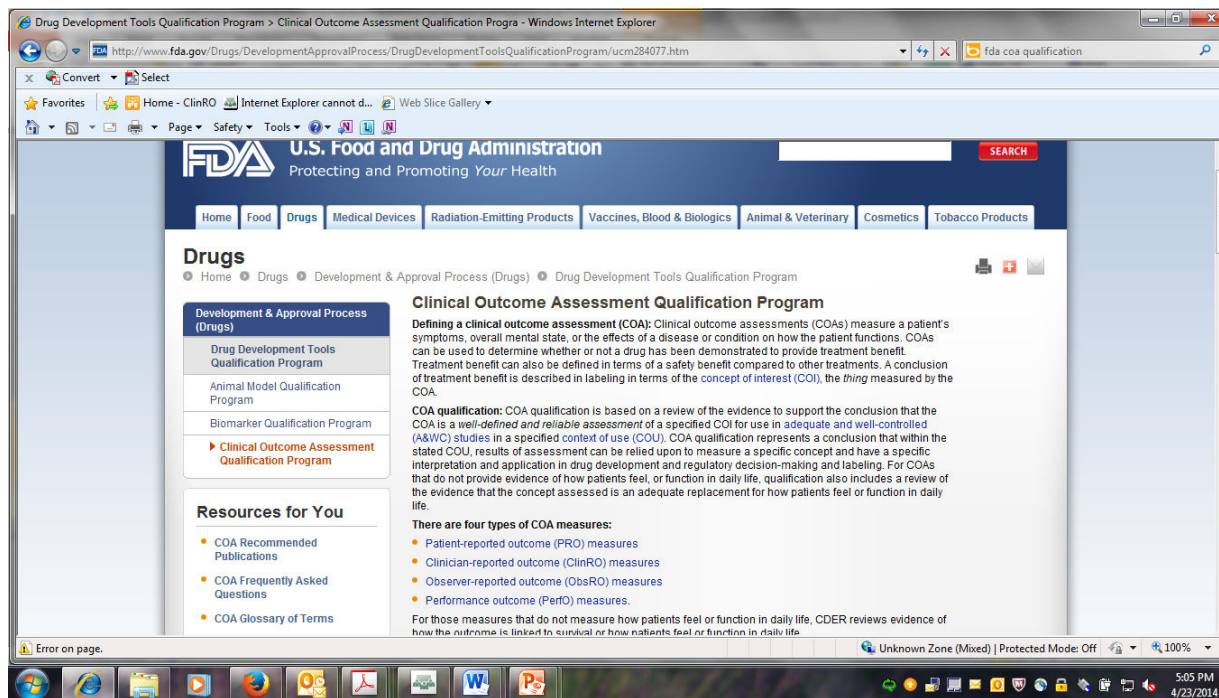 Drug Development Tools Qualification Program > Clinical Outcome Assessment Qualification Progra - Windows Internet Explorer
http://www.fda.gov/Drugs/DevelopmentApprovalProcess/DrugDevelopmentToolsQualificationProgram/ucm284077.htm
fda coa qualification
x Convert Select
Favorites Home - ClinRO Internet Explorer cannot d... Web Slice Gallery
Page Safety Tools
FDA U.S. Food and Drug Administration
Protecting and Promoting Your Health
SEARCH
Home Food Drugs Medical Devices Radiation-Emitting Products Vaccines, Blood & Biologics Animal & Veterinary Cosmetics Tobacco Products
Drugs
Home Drugs Development & Approval Process (Drugs) Drug Development Tools Qualification Program
Development & Approval Process
(Drugs)
Drug Development Tools
Qualification Program
Animal Model Qualification
Program
Biomarker Qualification Program
Clinical Outcome Assessment
Qualification Program
Resources for You
COA Recommended
Publications
COA Frequently Asked
Questions
COA Glossary of Terms
Clinical Outcome Assessment Qualification Program
Defining a clinical outcome assessment (COA): Clinical outcome assessments (COAs) measure a patient's
symptoms, overall mental state, or the effects of a disease or condition on how the patient functions. COAs
can be used to determine whether or not a drug has been demonstrated to provide treatment benefit.
Treatment benefit can also be defined in terms of a safety benefit compared to other treatments. A conclusion
of treatment benefit is described in labeling in terms of the concept of interest (COI), the thing measured by the
COA.
COA qualification: COA qualification is based on a review of the evidence to support the conclusion that the
COA is a well-defined and reliable assessment of a specified COI for use in adequate and well-controlled
(A&WC) studies in a specified context of use (COU). COA qualification represents a conclusion that within the
stated COU, results of assessment can be relied upon to measure a specific concept and have a specific
interpretation and application in drug development and regulatory decision-making and labeling. For COAs
that do not provide evidence of how patients feel, or function in daily life, qualification also includes a review of
the evidence that the concept assessed is an adequate replacement for how patients feel or function in daily
life.
There are four types of COA measures:
Patient-reported outcome (PRO) measures
Clinician-reported outcome (ClinRO) measures
Observer-reported outcome (ObsRO) measures
Performance outcome (PerfO) measures.
For those measures that do not measure how patients feel or function in daily life, CDER reviews evidence of
how the outcome is linked to survival or how patients feel or function in daily life
Error on page.
Unknown Zone (Mixed) | Protected Mode: Off
100%
5:05 PM
4/23/2014